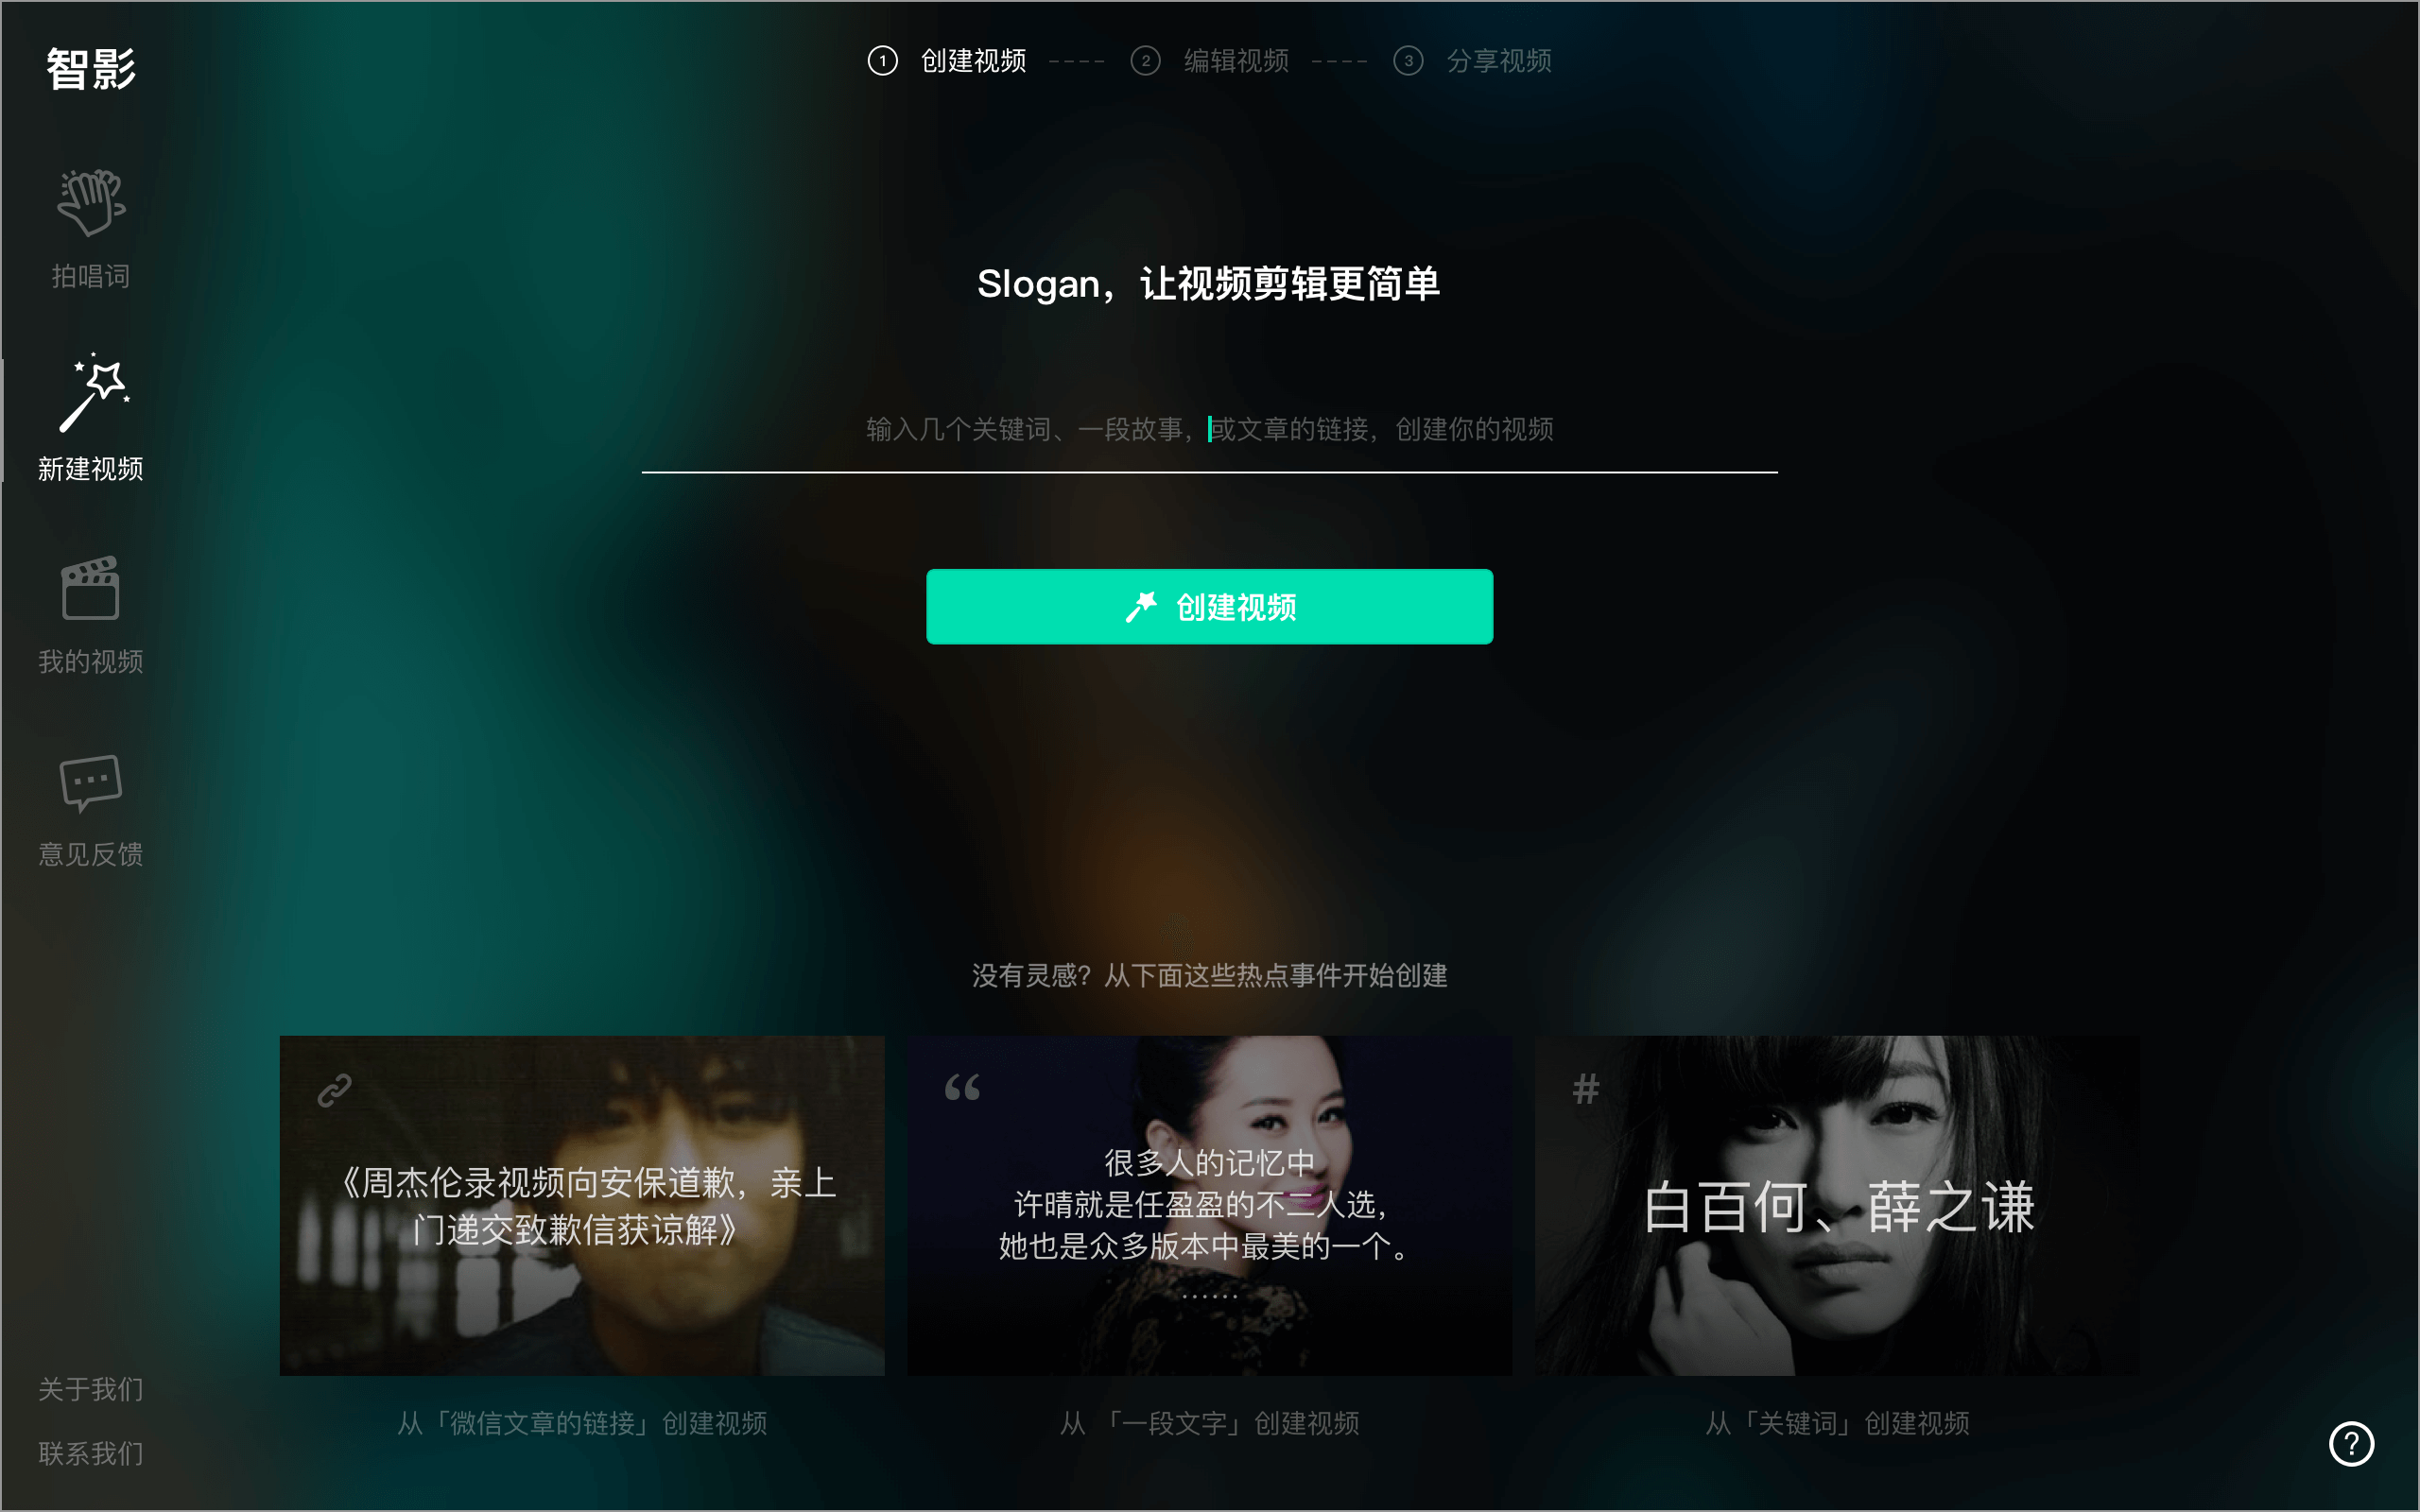 智影
① 创建视频 ---- ② 编辑视频 ---- ③ 分享视频
拍唱词
新建视频
我的视频
意见反馈
关于我们
联系我们
Slogan，让视频剪辑更简单
输入几个关键词、一段故事，或文章的链接，创建你的视频
创建视频
没有灵感？从下面这些热点事件开始创建
《周杰伦录视频向安保道歉，亲上
门递交致歉信获谅解》
从「微信文章的链接」创建视频
“
很多人的记忆中
许晴就是任盈盈的不二人选，
她也是众多版本中最美的一个。
······
从 「一段文字」创建视频
#
白百何、薛之谦
从「关键词」创建视频
?